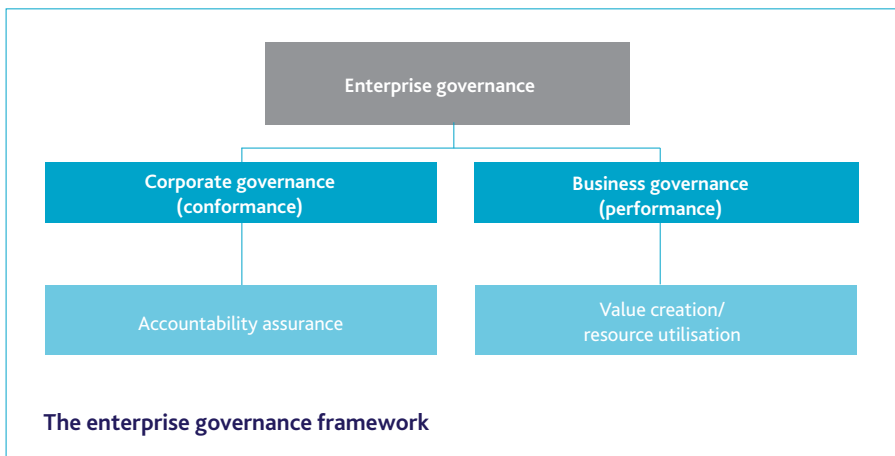 Enterprise governance
Corporate governance
(conformance)
Business governance
(performance)
Accountability assurance
Value creation/
resource utilisation
The enterprise governance framework